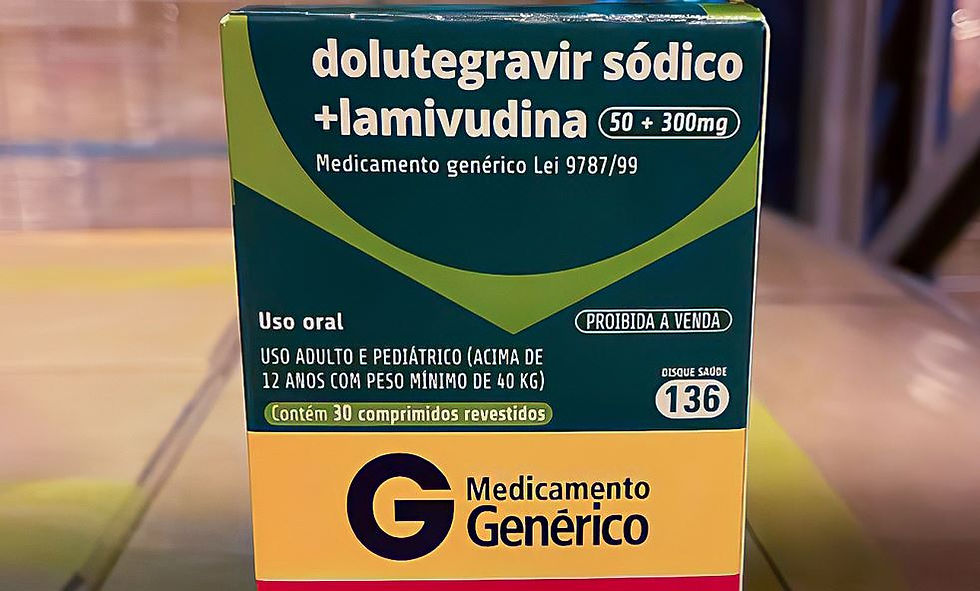 dolutegravir sódico
+lamivudina 50 + 300mg
Medicamento genérico Lei 9787/99
Uso oral
PROIBIDA A VENDA
USO ADULTO E PEDIÁTRICO (ACIMA DE
12 ANOS COM PESO MÍNIMO DE 40 KG)
Contém 30 comprimidos revestidos
DISQUE SAÚDE
136
G Medicamento
Genérico